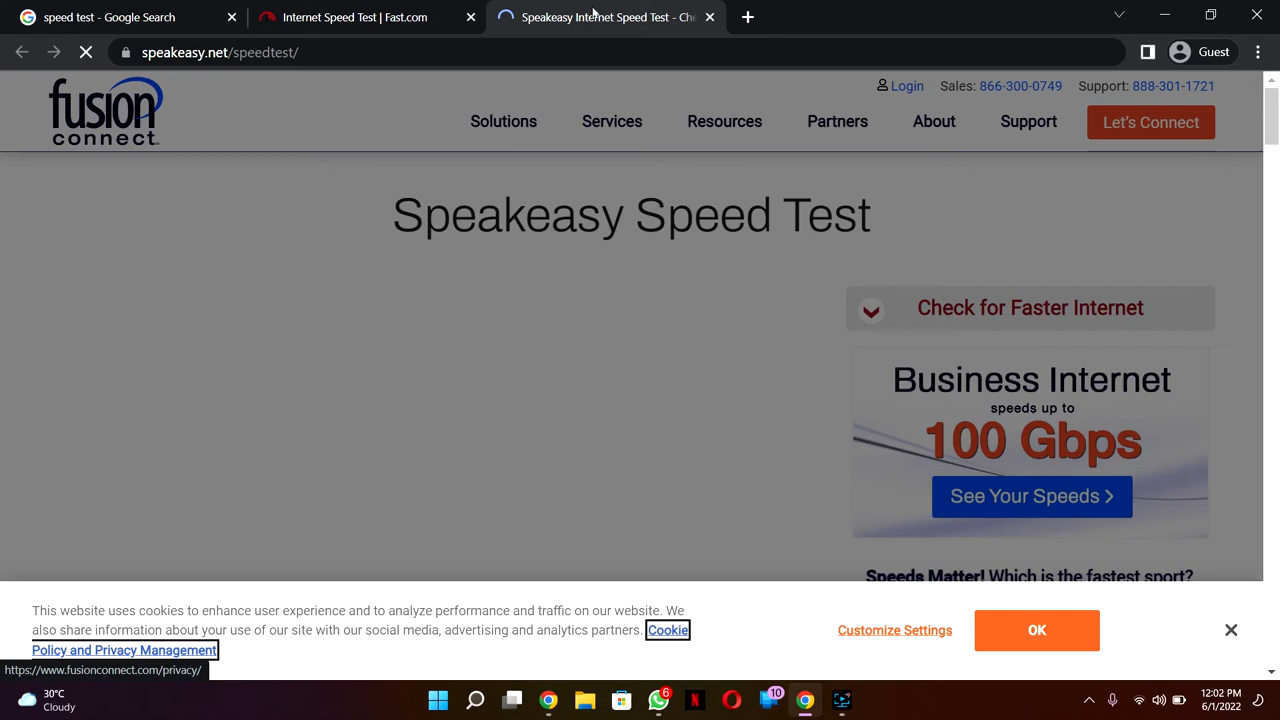 speed test - Google Search
Internet Speed Test | Fast.com
Speakeasy Internet Speed Test - Che
speakeasy.net/speedtest/
Guest
fusion
connect
Login
Sales: 866-300-0749
Support: 888-301-1721
Solutions
Services
Resources
Partners
About
Support
Let's Connect
Speakeasy Speed Test
Check for Faster Internet
Business Internet
speeds up to
100 Gbps
See Your Speeds
Speeds Matter! Which is the fastest sport?
This website uses cookies to enhance user experience and to analyze performance and traffic on our website. We
also share information about your use of our site with our social media, advertising and analytics partners. Cookie
Policy and Privacy Management
Customize Settings
OK
https://www.fusionconnect.com/privacy/
30°C
Cloudy
6
10
12:02 PM
6/1/2022